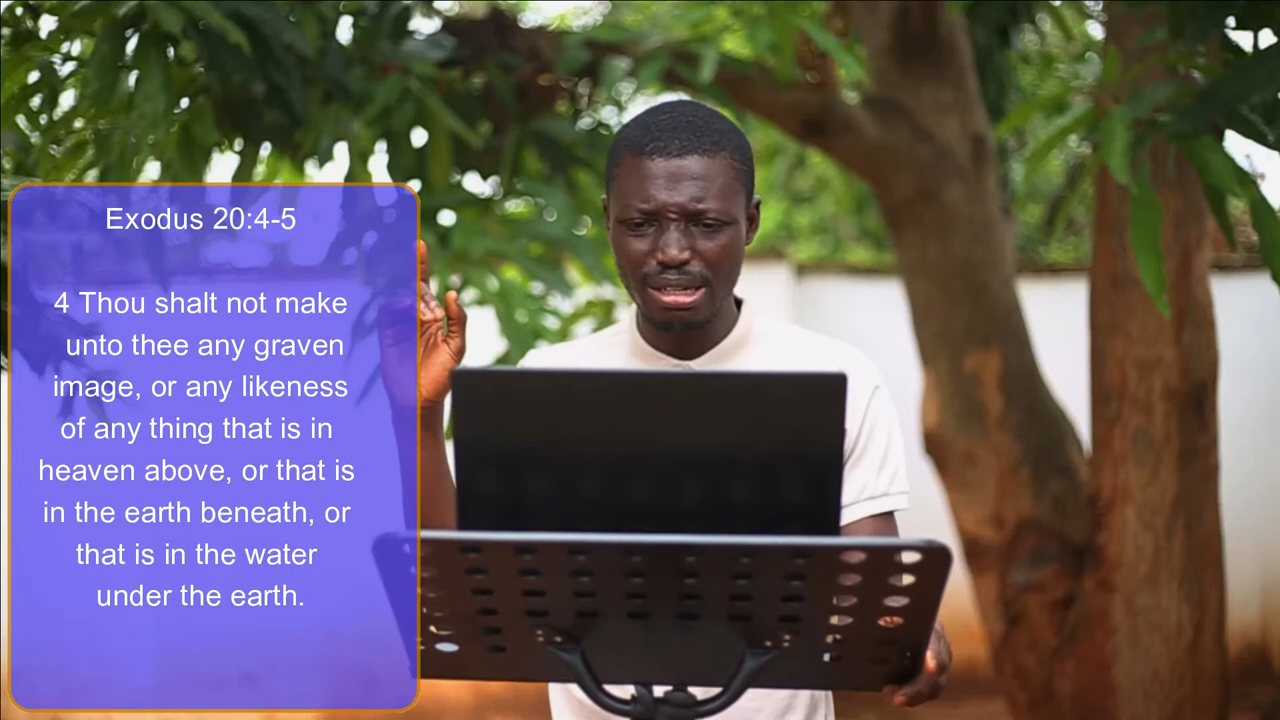 Exodus 20:4-5
4 Thou shalt not make
unto thee any graven
image, or any likeness
of any thing that is in
heaven above, or that is
in the earth beneath, or
that is in the water
under the earth.